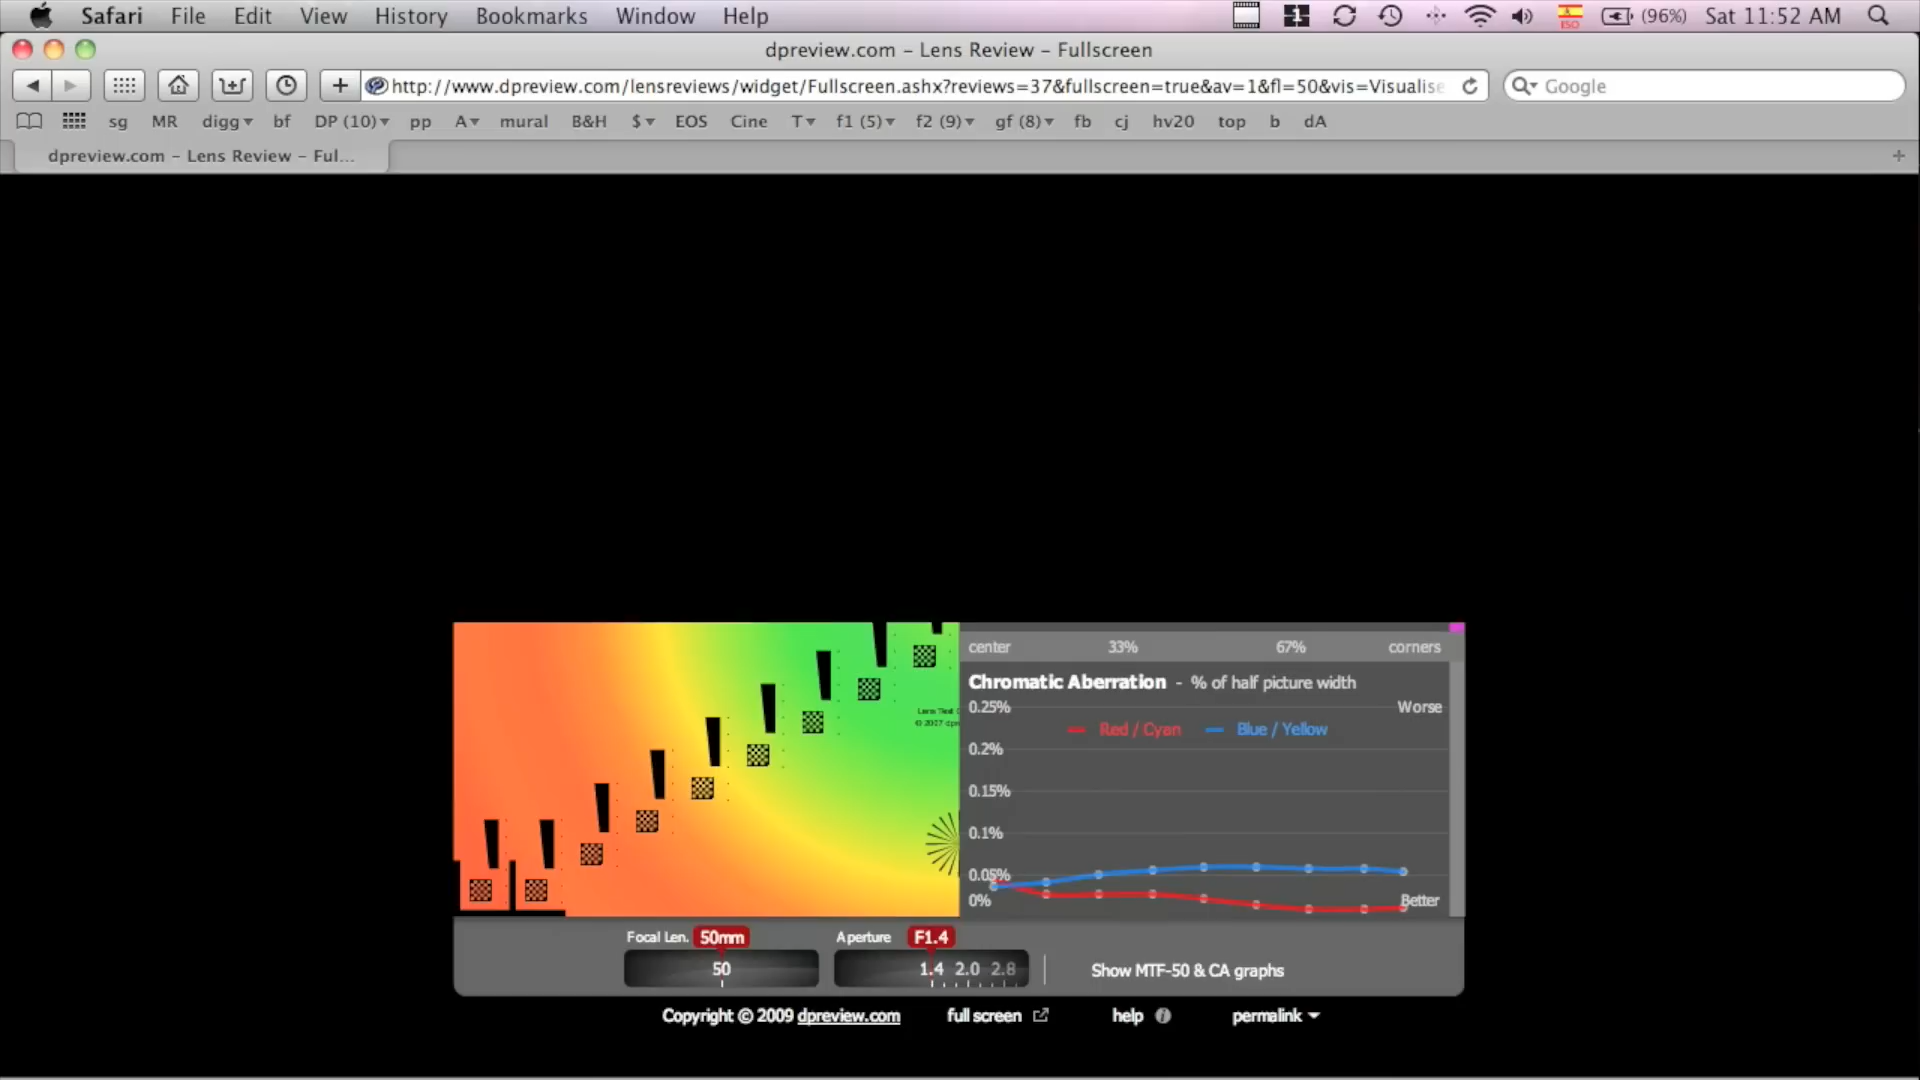 Safari File Edit View History Bookmarks Window Help 1 ISO (96%) Sat 11:52 AM
dpreview.com – Lens Review – Fullscreen
http://www.dpreview.com/lensreviews/widget/Fullscreen.ashx?reviews=37&fullscreen=true&av=1&fl=50&vis=Visualise Google
sg MR digg bf DP (10) pp A mural B&H $ EOS Cine T f1 (5) f2 (9) gf (8) fb cj hv20 top b dA
dpreview.com – Lens Review – Ful...
center 33% 67% corners
Chromatic Aberration - % of half picture width
0.25% Worse
Red / Cyan Blue / Yellow
0.2%
Lens Test
© 2007 dpr
0.15%
0.1%
0.05%
0% Better
Focal Len. 50mm Aperture F1.4
50 1.4 2.0 2.8 Show MTF-50 & CA graphs
Copyright © 2009 dpreview.com full screen help permalink